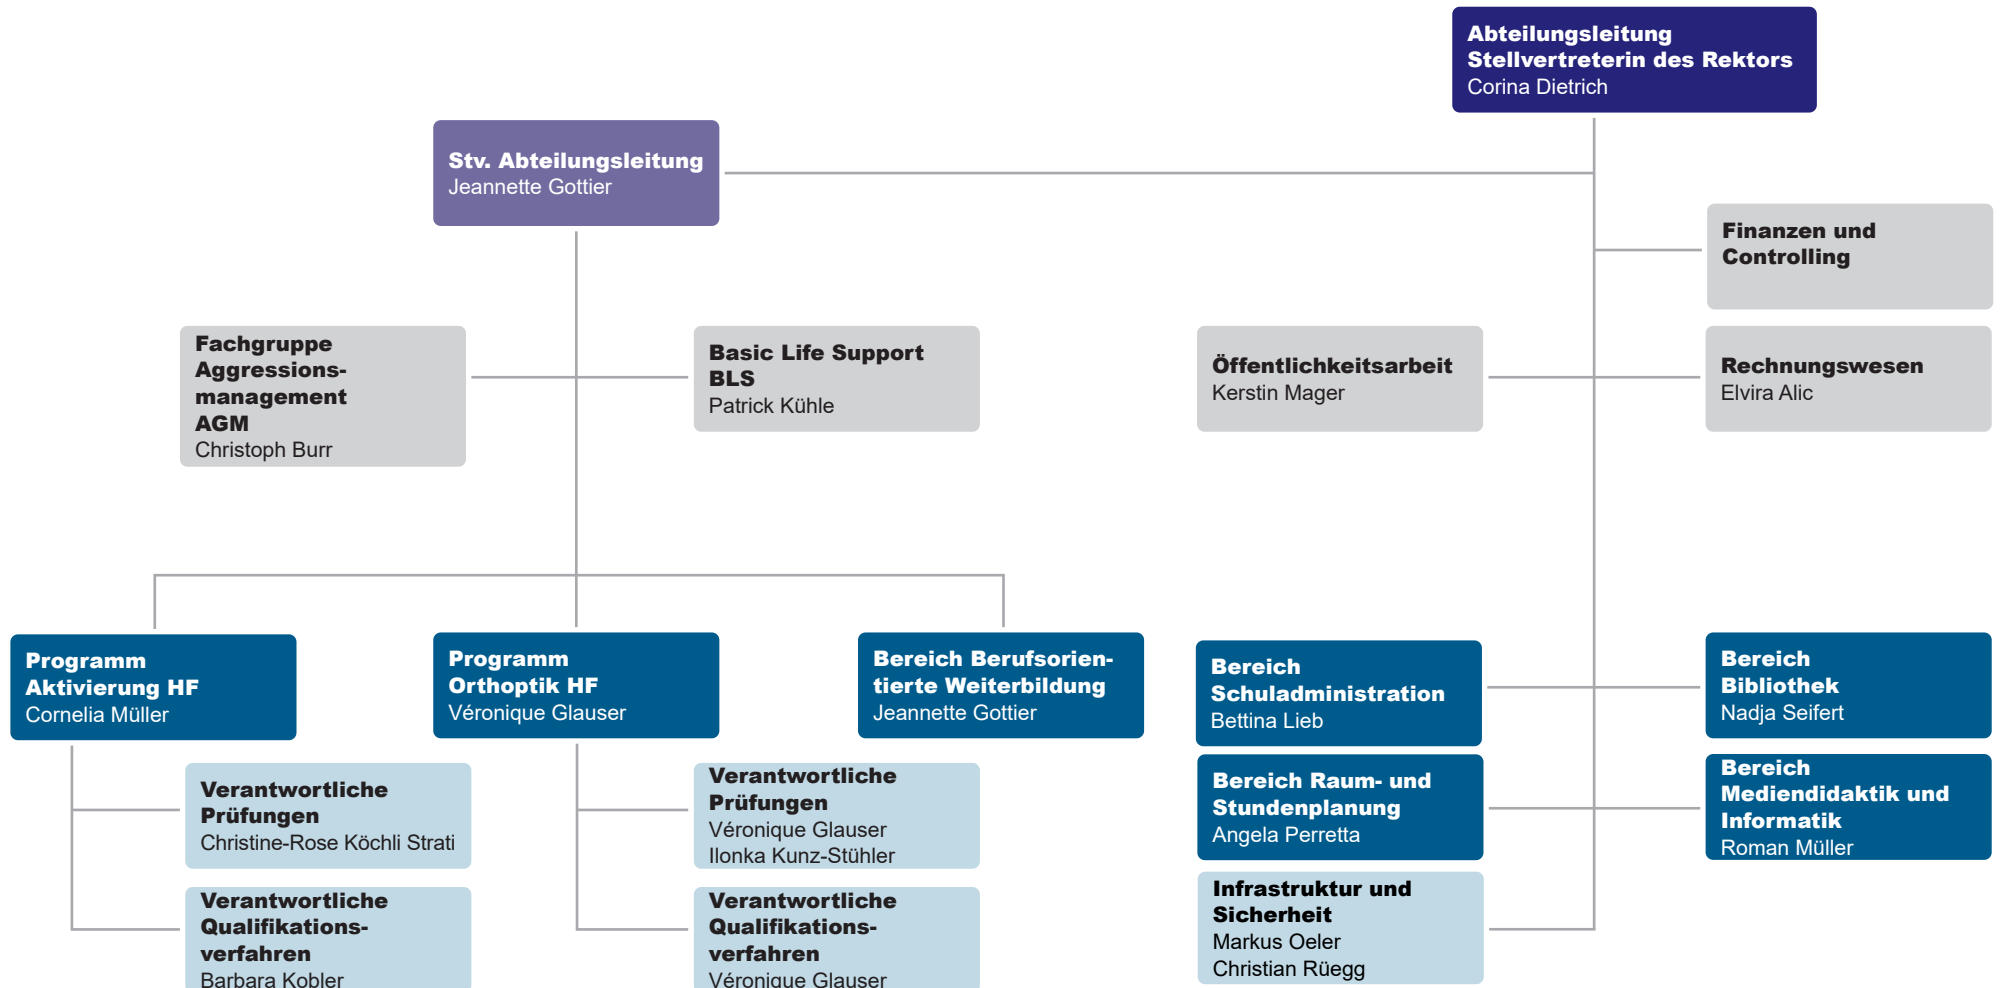 Abteilungsleitung
Stellvertreterin des Rektors
Corina Dietrich
Stv. Abteilungsleitung
Jeannette Gottier
Finanzen und
Controlling
Fachgruppe
Aggressions-
management
AGM
Christoph Burr
Basic Life Support
BLS
Patrick Kühle
Öffentlichkeitsarbeit
Kerstin Mager
Rechnungswesen
Elvira Alic
Programm
Aktivierung HF
Cornelia Müller
Programm
Orthoptik HF
Véronique Glauser
Bereich Berufsorien-
tierte Weiterbildung
Jeannette Gottier
Bereich
Schuladministration
Bettina Lieb
Bereich
Bibliothek
Nadja Seifert
Verantwortliche
Prüfungen
Christine-Rose Köchli Strati
Verantwortliche
Prüfungen
Véronique Glauser
Ilonka Kunz-Stühler
Bereich Raum- und
Stundenplanung
Angela Perretta
Bereich
Mediendidaktik und
Informatik
Roman Müller
Verantwortliche
Qualifikations-
verfahren
Barbara Kobler
Verantwortliche
Qualifikations-
verfahren
Véronique Glauser
Infrastruktur und
Sicherheit
Markus Oeler
Christian Rüegg